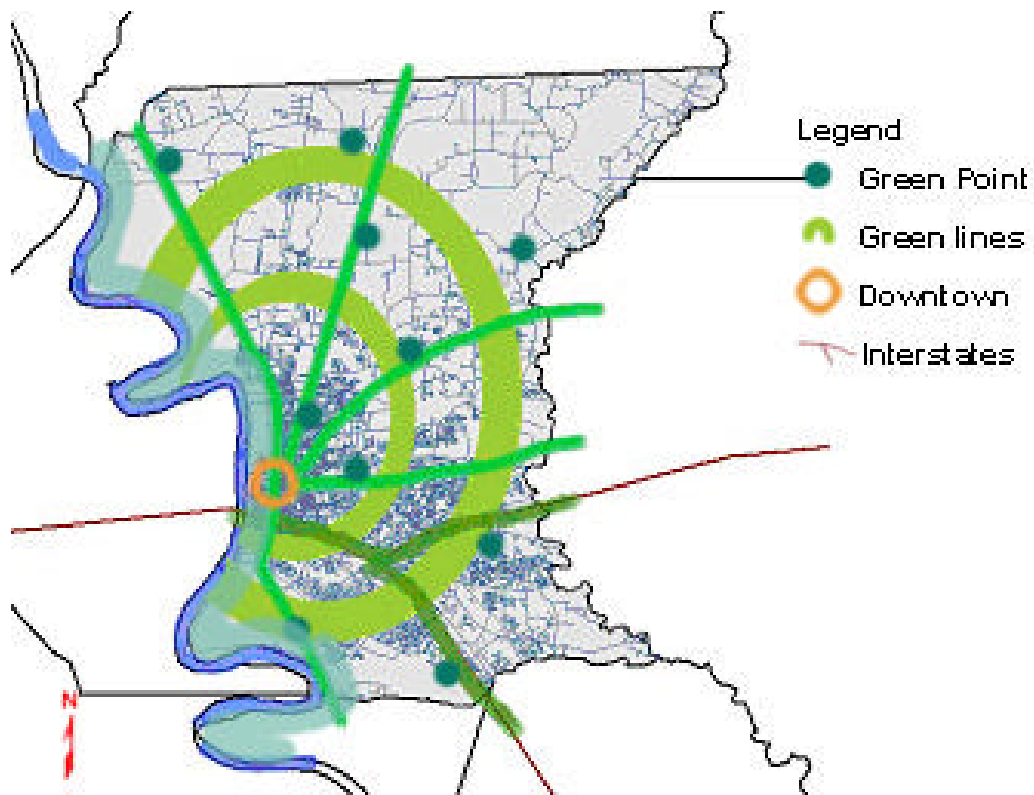 Legend
Green Point
Green lines
Downtown
Interstates
N